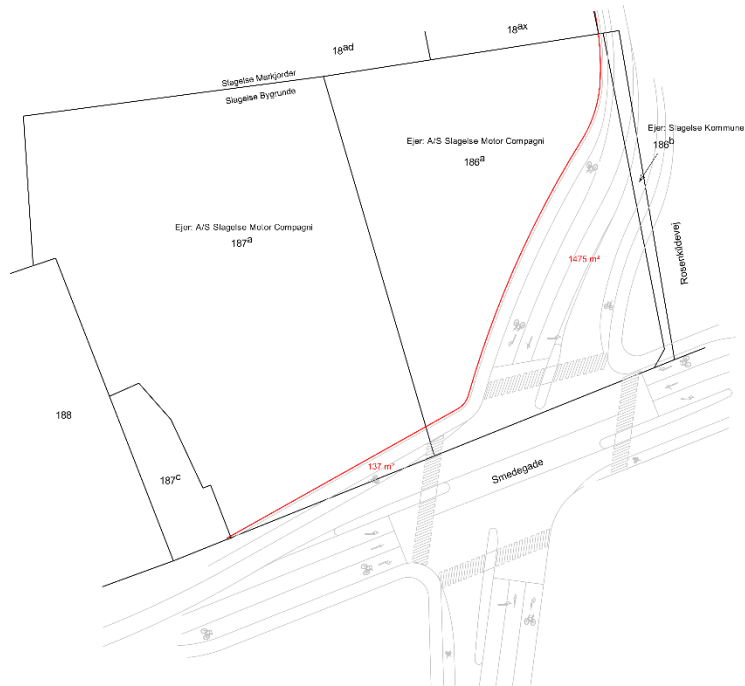 18ad
18ax
Slagelse Markjorder
Slagelse Bygrunde
Ejer: Slagelse Kommune
186b
Ejer: A/S Slagelse Motor Compagni
186a
Ejer: A/S Slagelse Motor Compagni
187a
Rosenkildevej
1475 m²
188
187c
137 m²
Smedegade